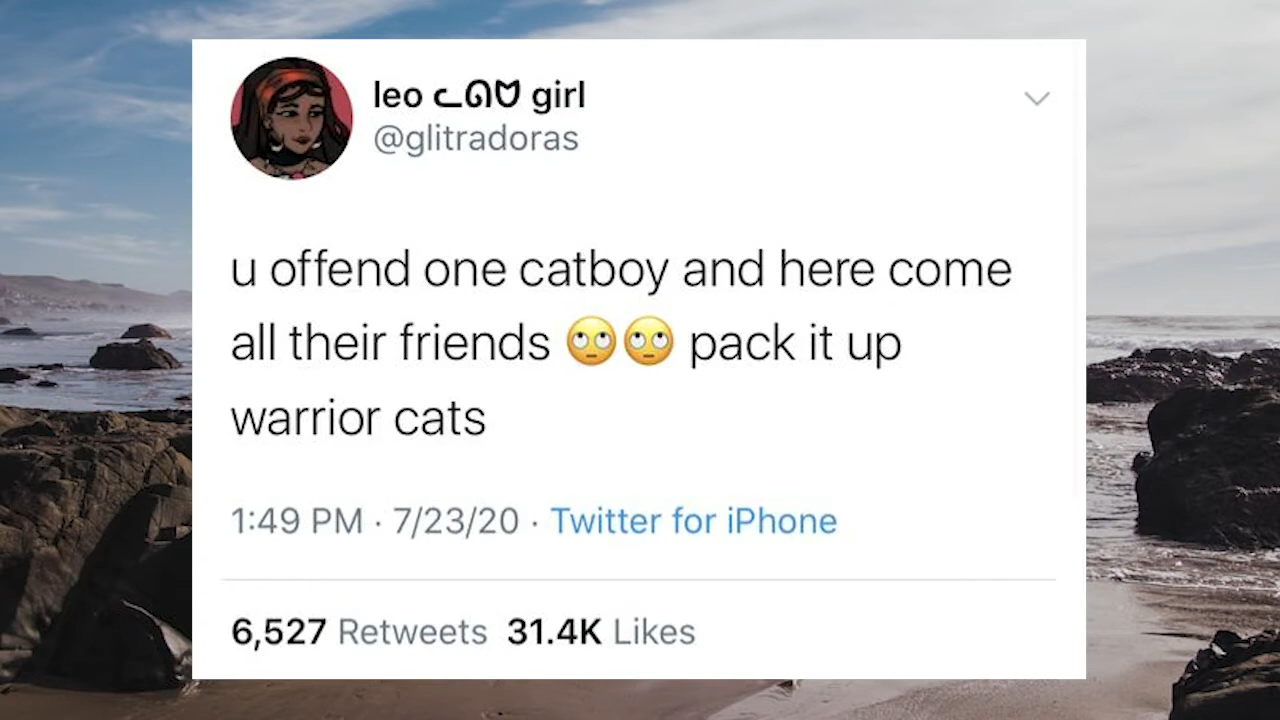 leo ᓚᘏᗢ girl
@glitradoras
u offend one catboy and here come
all their friends 🙄🙄 pack it up
warrior cats
1:49 PM · 7/23/20 · Twitter for iPhone
6,527 Retweets 31.4K Likes